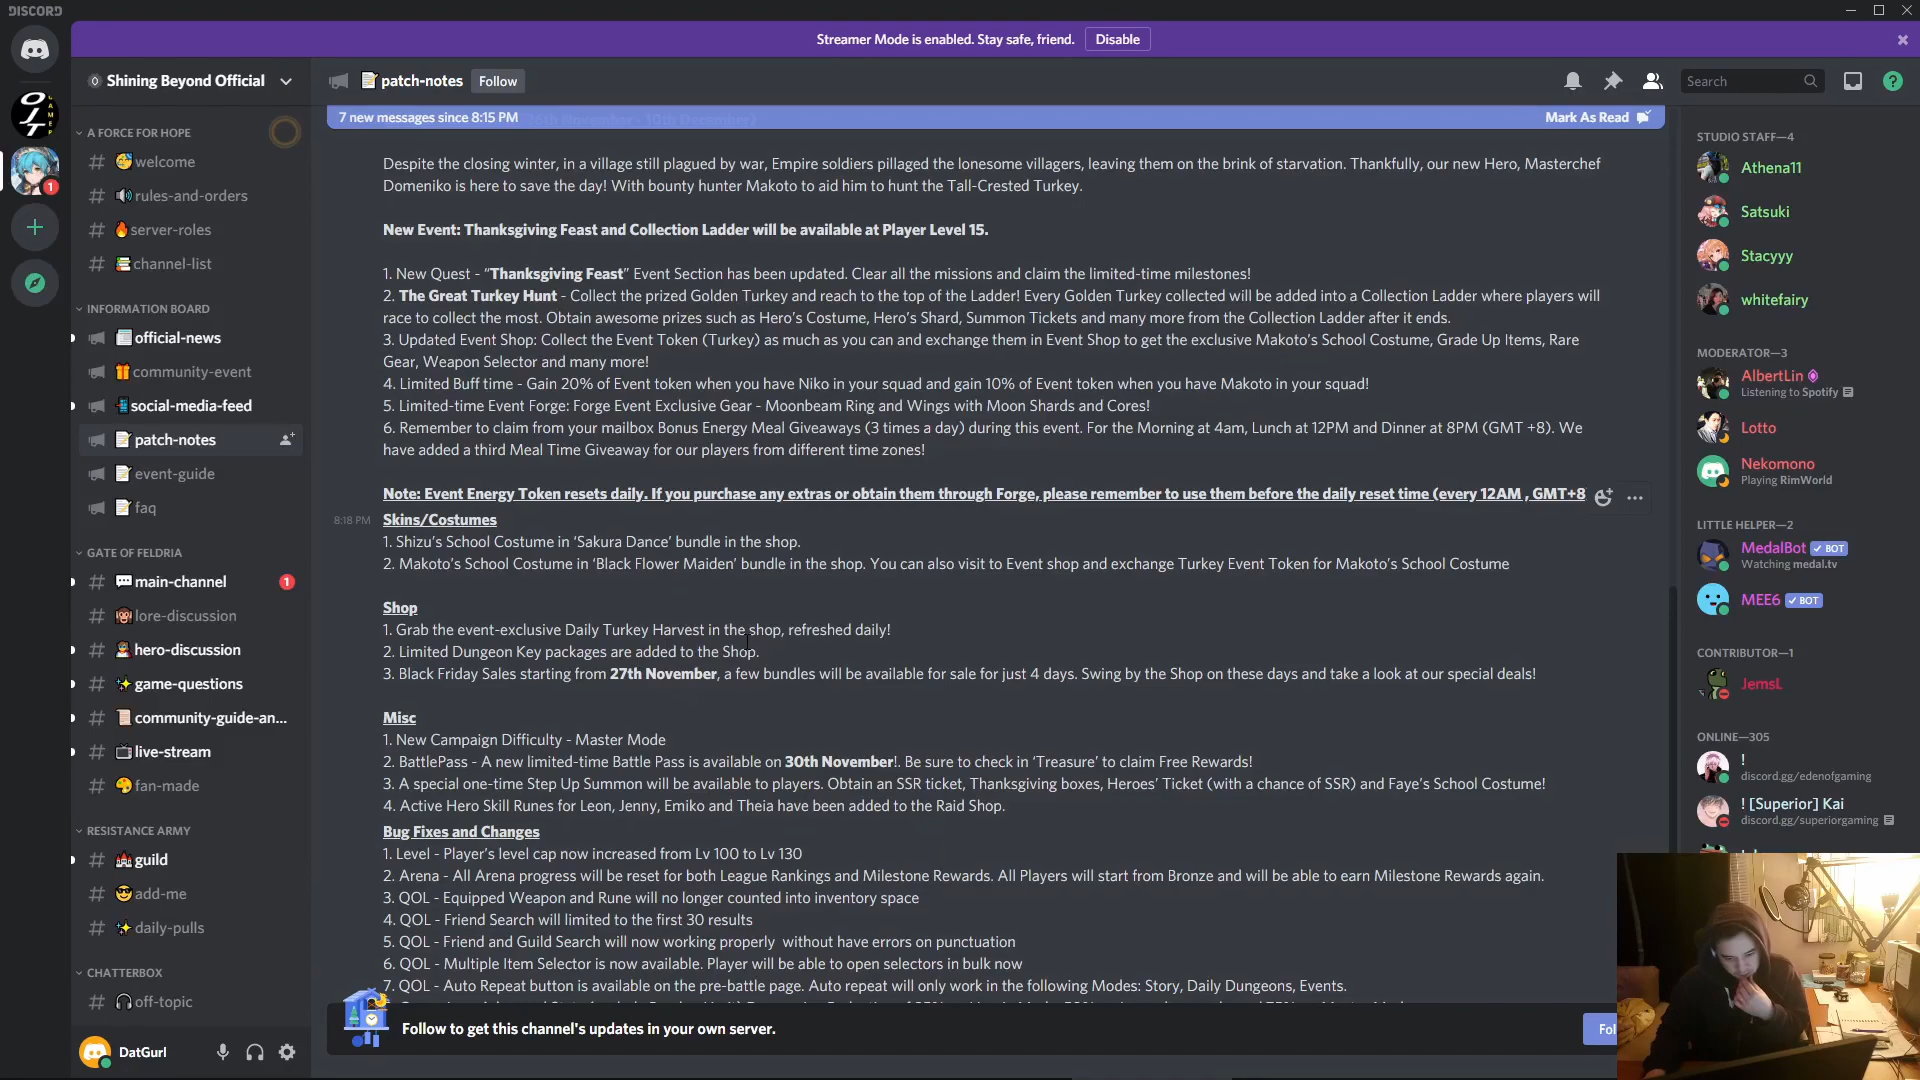 DISCORD
Streamer Mode is enabled. Stay safe, friend.
Disable
Shining Beyond Official
patch-notes
Follow
Search
7 new messages since 8:15 PM
Mark As Read
A FORCE FOR HOPE
welcome
rules-and-orders
server-roles
channel-list
INFORMATION BOARD
official-news
community-event
social-media-feed
patch-notes
event-guide
faq
GATE OF FELDRIA
main-channel
1
lore-discussion
hero-discussion
game-questions
community-guide-an...
live-stream
fan-made
RESISTANCE ARMY
guild
add-me
daily-pulls
CHATTERBOX
off-topic
DatGurl
Despite the closing winter, in a village still plagued by war, Empire soldiers pillaged the lonesome villagers, leaving them on the brink of starvation. Thankfully, our new Hero, Masterchef
Domeniko is here to save the day! With bounty hunter Makoto to aid him to hunt the Tall-Crested Turkey.
New Event: Thanksgiving Feast and Collection Ladder will be available at Player Level 15.
1. New Quest - “Thanksgiving Feast” Event Section has been updated. Clear all the missions and claim the limited-time milestones!
2. The Great Turkey Hunt - Collect the prized Golden Turkey and reach to the top of the Ladder! Every Golden Turkey collected will be added into a Collection Ladder where players will
race to collect the most. Obtain awesome prizes such as Hero’s Costume, Hero’s Shard, Summon Tickets and many more from the Collection Ladder after it ends.
3. Updated Event Shop: Collect the Event Token (Turkey) as much as you can and exchange them in Event Shop to get the exclusive Makoto’s School Costume, Grade Up Items, Rare
Gear, Weapon Selector and many more!
4. Limited Buff time - Gain 20% of Event token when you have Niko in your squad and gain 10% of Event token when you have Makoto in your squad!
5. Limited-time Event Forge: Forge Event Exclusive Gear - Moonbeam Ring and Wings with Moon Shards and Cores!
6. Remember to claim from your mailbox Bonus Energy Meal Giveaways (3 times a day) during this event. For the Morning at 4am, Lunch at 12PM and Dinner at 8PM (GMT +8). We
have added a third Meal Time Giveaway for our players from different time zones!
Note: Event Energy Token resets daily. If you purchase any extras or obtain them through Forge, please remember to use them before the daily reset time (every 12AM , GMT+8
8:18 PM
Skins/Costumes
1. Shizu’s School Costume in ‘Sakura Dance’ bundle in the shop.
2. Makoto’s School Costume in ‘Black Flower Maiden’ bundle in the shop. You can also visit to Event shop and exchange Turkey Event Token for Makoto’s School Costume
Shop
1. Grab the event-exclusive Daily Turkey Harvest in the shop, refreshed daily!
2. Limited Dungeon Key packages are added to the Shop.
3. Black Friday Sales starting from 27th November, a few bundles will be available for sale for just 4 days. Swing by the Shop on these days and take a look at our special deals!
Misc
1. New Campaign Difficulty - Master Mode
2. BattlePass - A new limited-time Battle Pass is available on 30th November!. Be sure to check in ‘Treasure’ to claim Free Rewards!
3. A special one-time Step Up Summon will be available to players. Obtain an SSR ticket, Thanksgiving boxes, Heroes’ Ticket (with a chance of SSR) and Faye’s School Costume!
4. Active Hero Skill Runes for Leon, Jenny, Emiko and Theia have been added to the Raid Shop.
Bug Fixes and Changes
1. Level - Player’s level cap now increased from Lv 100 to Lv 130
2. Arena - All Arena progress will be reset for both League Rankings and Milestone Rewards. All Players will start from Bronze and will be able to earn Milestone Rewards again.
3. QOL - Equipped Weapon and Rune will no longer counted into inventory space
4. QOL - Friend Search will limited to the first 30 results
5. QOL - Friend and Guild Search will now working properly without have errors on punctuation
6. QOL - Multiple Item Selector is now available. Player will be able to open selectors in bulk now
7. QOL - Auto Repeat button is available on the pre-battle page. Auto repeat will only work in the following Modes: Story, Daily Dungeons, Events.
Follow to get this channel's updates in your own server.
Fol
STUDIO STAFF—4
Athena11
Satsuki
Stacyyy
whitefairy
MODERATOR—3
AlbertLin
Listening to Spotify
Lotto
Nekomono
Playing RimWorld
LITTLE HELPER—2
MedalBot BOT
Watching medal.tv
MEE6 BOT
CONTRIBUTOR—1
JemsL
ONLINE—305
!
discord.gg/edenofgaming
! [Superior] Kai
discord.gg/superiorgaming